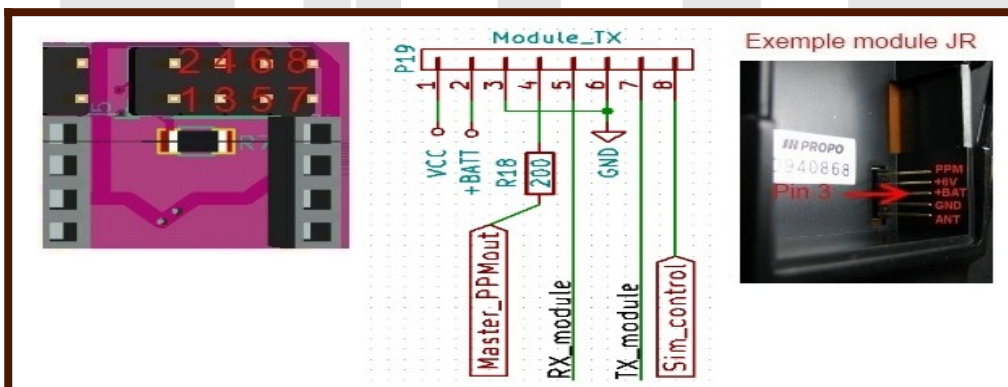 2 4 6 8
1 3 5 7
R7
Module_TX
P19
1 2 3 4 5 6 7 8
VCC
+BATT
R18
200
GND
Master_PPMout
RX_module
TX_module
Sim_control
Exemple module JR
PROPO
0940868
Pin 3
PPM
+6V
+BAT
GND
ANT